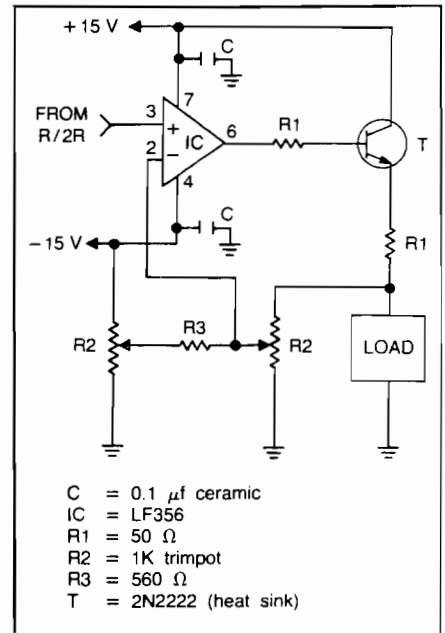 +15 V
C
FROM
R/2R
3
+
7
IC
6
2
−
4
R1
T
C
R1
−15 V
R2
R3
R2
LOAD
C = 0.1 μf ceramic
IC = LF356
R1 = 50 Ω
R2 = 1K trimpot
R3 = 560 Ω
T = 2N2222 (heat sink)